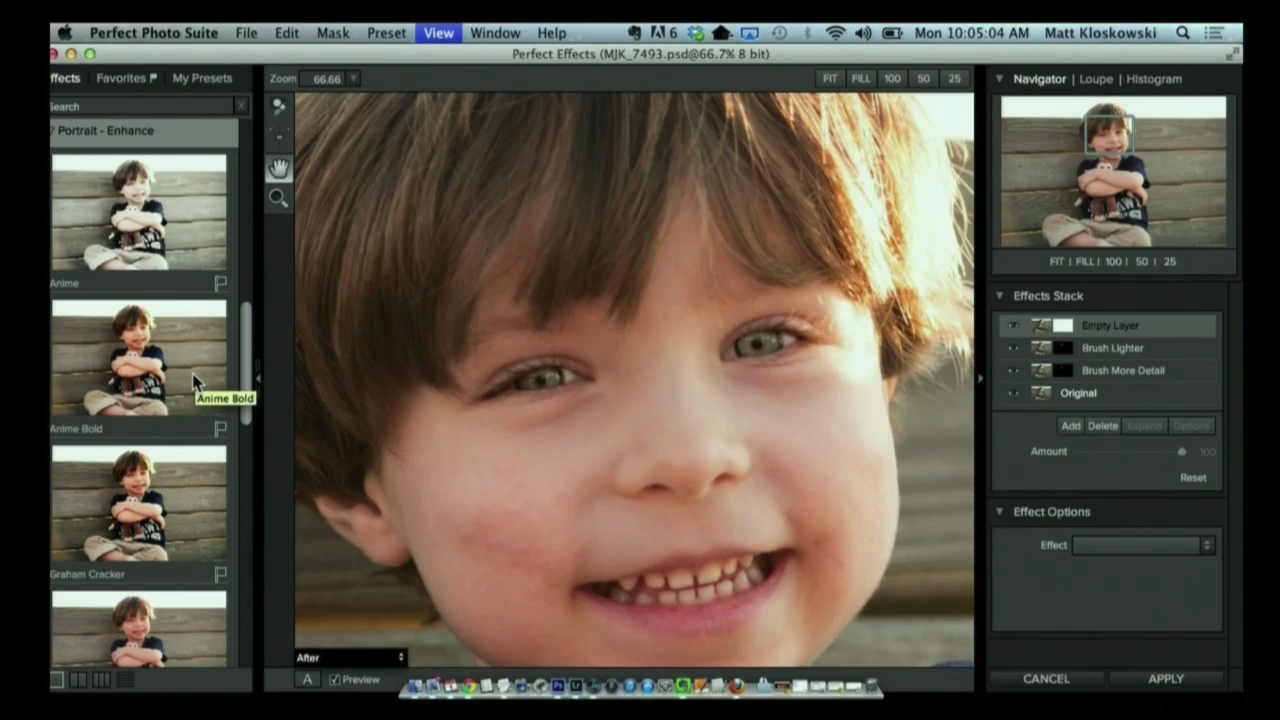 Perfect Photo Suite File Edit Mask Preset View Window Help 6 Mon 10:05:04 AM Matt Kloskowski
Perfect Effects (MJK_7493.psd@66.7% 8 bit)
ffects Favorites My Presets
Zoom 66.66
FIT FILL 100 50 25
Navigator | Loupe | Histogram
Search X
/ Portrait - Enhance
Anime
Anime Bold
Anime Bold
Graham Cracker
FIT | FILL | 100 | 50 | 25
Effects Stack
Empty Layer
Brush Lighter
Brush More Detail
Original
Add Delete Expand Options
Amount 100
Reset
Effect Options
Effect
After
A Preview
CANCEL APPLY